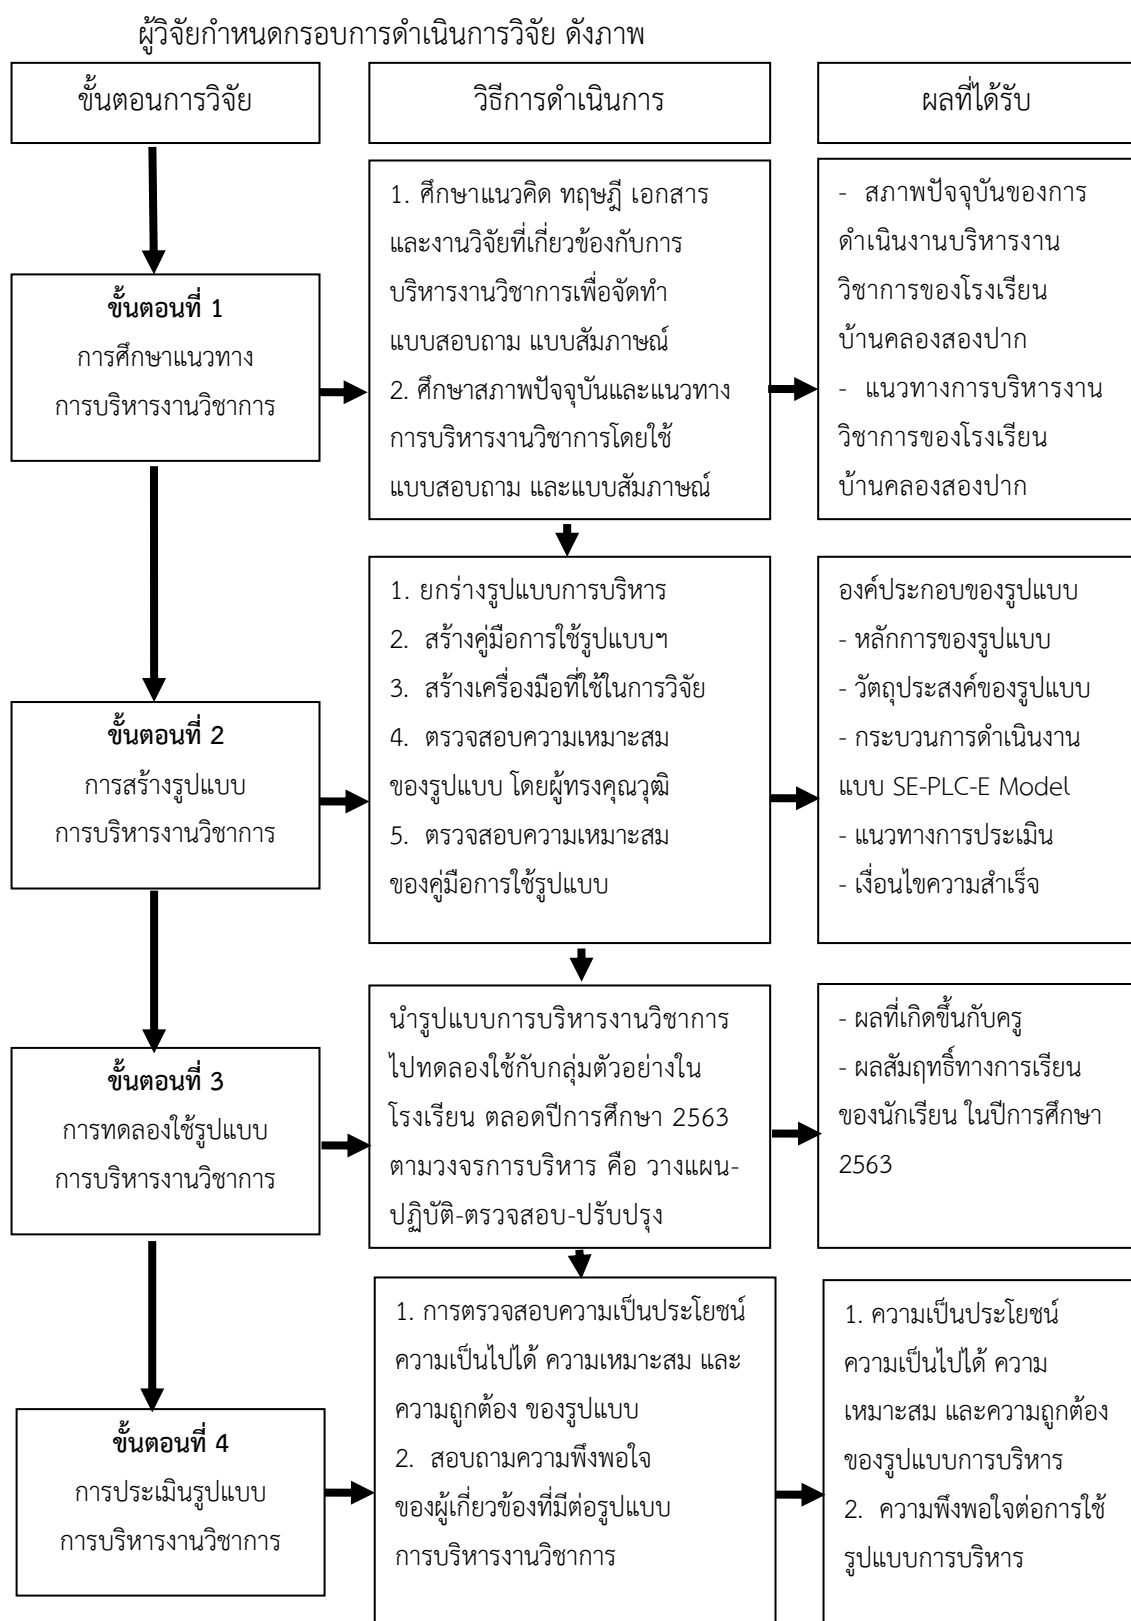 ผู้วิจัยกำหนดกรอบการดำเนินการวิจัย ดังภาพ
ขั้นตอนการวิจัย
วิธีการดำเนินการ
ผลที่ได้รับ
ขั้นตอนที่ 1
การศึกษาแนวทาง
การบริหารงานวิชาการ
1. ศึกษาแนวคิด ทฤษฎี เอกสาร
และงานวิจัยที่เกี่ยวข้องกับการ
บริหารงานวิชาการเพื่อจัดทำ
แบบสอบถาม แบบสัมภาษณ์
2. ศึกษาสภาพปัจจุบันและแนวทาง
การบริหารงานวิชาการโดยใช้
แบบสอบถาม และแบบสัมภาษณ์
- สภาพปัจจุบันของการ
ดำเนินงานบริหารงาน
วิชาการของโรงเรียน
บ้านคลองสองปาก
- แนวทางการบริหารงาน
วิชาการของโรงเรียน
บ้านคลองสองปาก
ขั้นตอนที่ 2
การสร้างรูปแบบ
การบริหารงานวิชาการ
1. ยกร่างรูปแบบการบริหาร
2. สร้างคู่มือการใช้รูปแบบฯ
3. สร้างเครื่องมือที่ใช้ในการวิจัย
4. ตรวจสอบความเหมาะสม
ของรูปแบบ โดยผู้ทรงคุณวุฒิ
5. ตรวจสอบความเหมาะสม
ของคู่มือการใช้รูปแบบ
องค์ประกอบของรูปแบบ
- หลักการของรูปแบบ
- วัตถุประสงค์ของรูปแบบ
- กระบวนการดำเนินงาน
แบบ SE-PLC-E Model
- แนวทางการประเมิน
- เงื่อนไขความสำเร็จ
ขั้นตอนที่ 3
การทดลองใช้รูปแบบ
การบริหารงานวิชาการ
นำรูปแบบการบริหารงานวิชาการ
ไปทดลองใช้กับกลุ่มตัวอย่างใน
โรงเรียน ตลอดปีการศึกษา 2563
ตามวงจรการบริหาร คือ วางแผน-
ปฏิบัติ-ตรวจสอบ-ปรับปรุง
- ผลที่เกิดขึ้นกับครู
- ผลสัมฤทธิ์ทางการเรียน
ของนักเรียน ในปีการศึกษา
2563
ขั้นตอนที่ 4
การประเมินรูปแบบ
การบริหารงานวิชาการ
1. การตรวจสอบความเป็นประโยชน์
ความเป็นไปได้ ความเหมาะสม และ
ความถูกต้อง ของรูปแบบ
2. สอบถามความพึงพอใจ
ของผู้เกี่ยวข้องที่มีต่อรูปแบบ
การบริหารงานวิชาการ
1. ความเป็นประโยชน์
ความเป็นไปได้ ความ
เหมาะสม และความถูกต้อง
ของรูปแบบการบริหาร
2. ความพึงพอใจต่อการใช้
รูปแบบการบริหาร